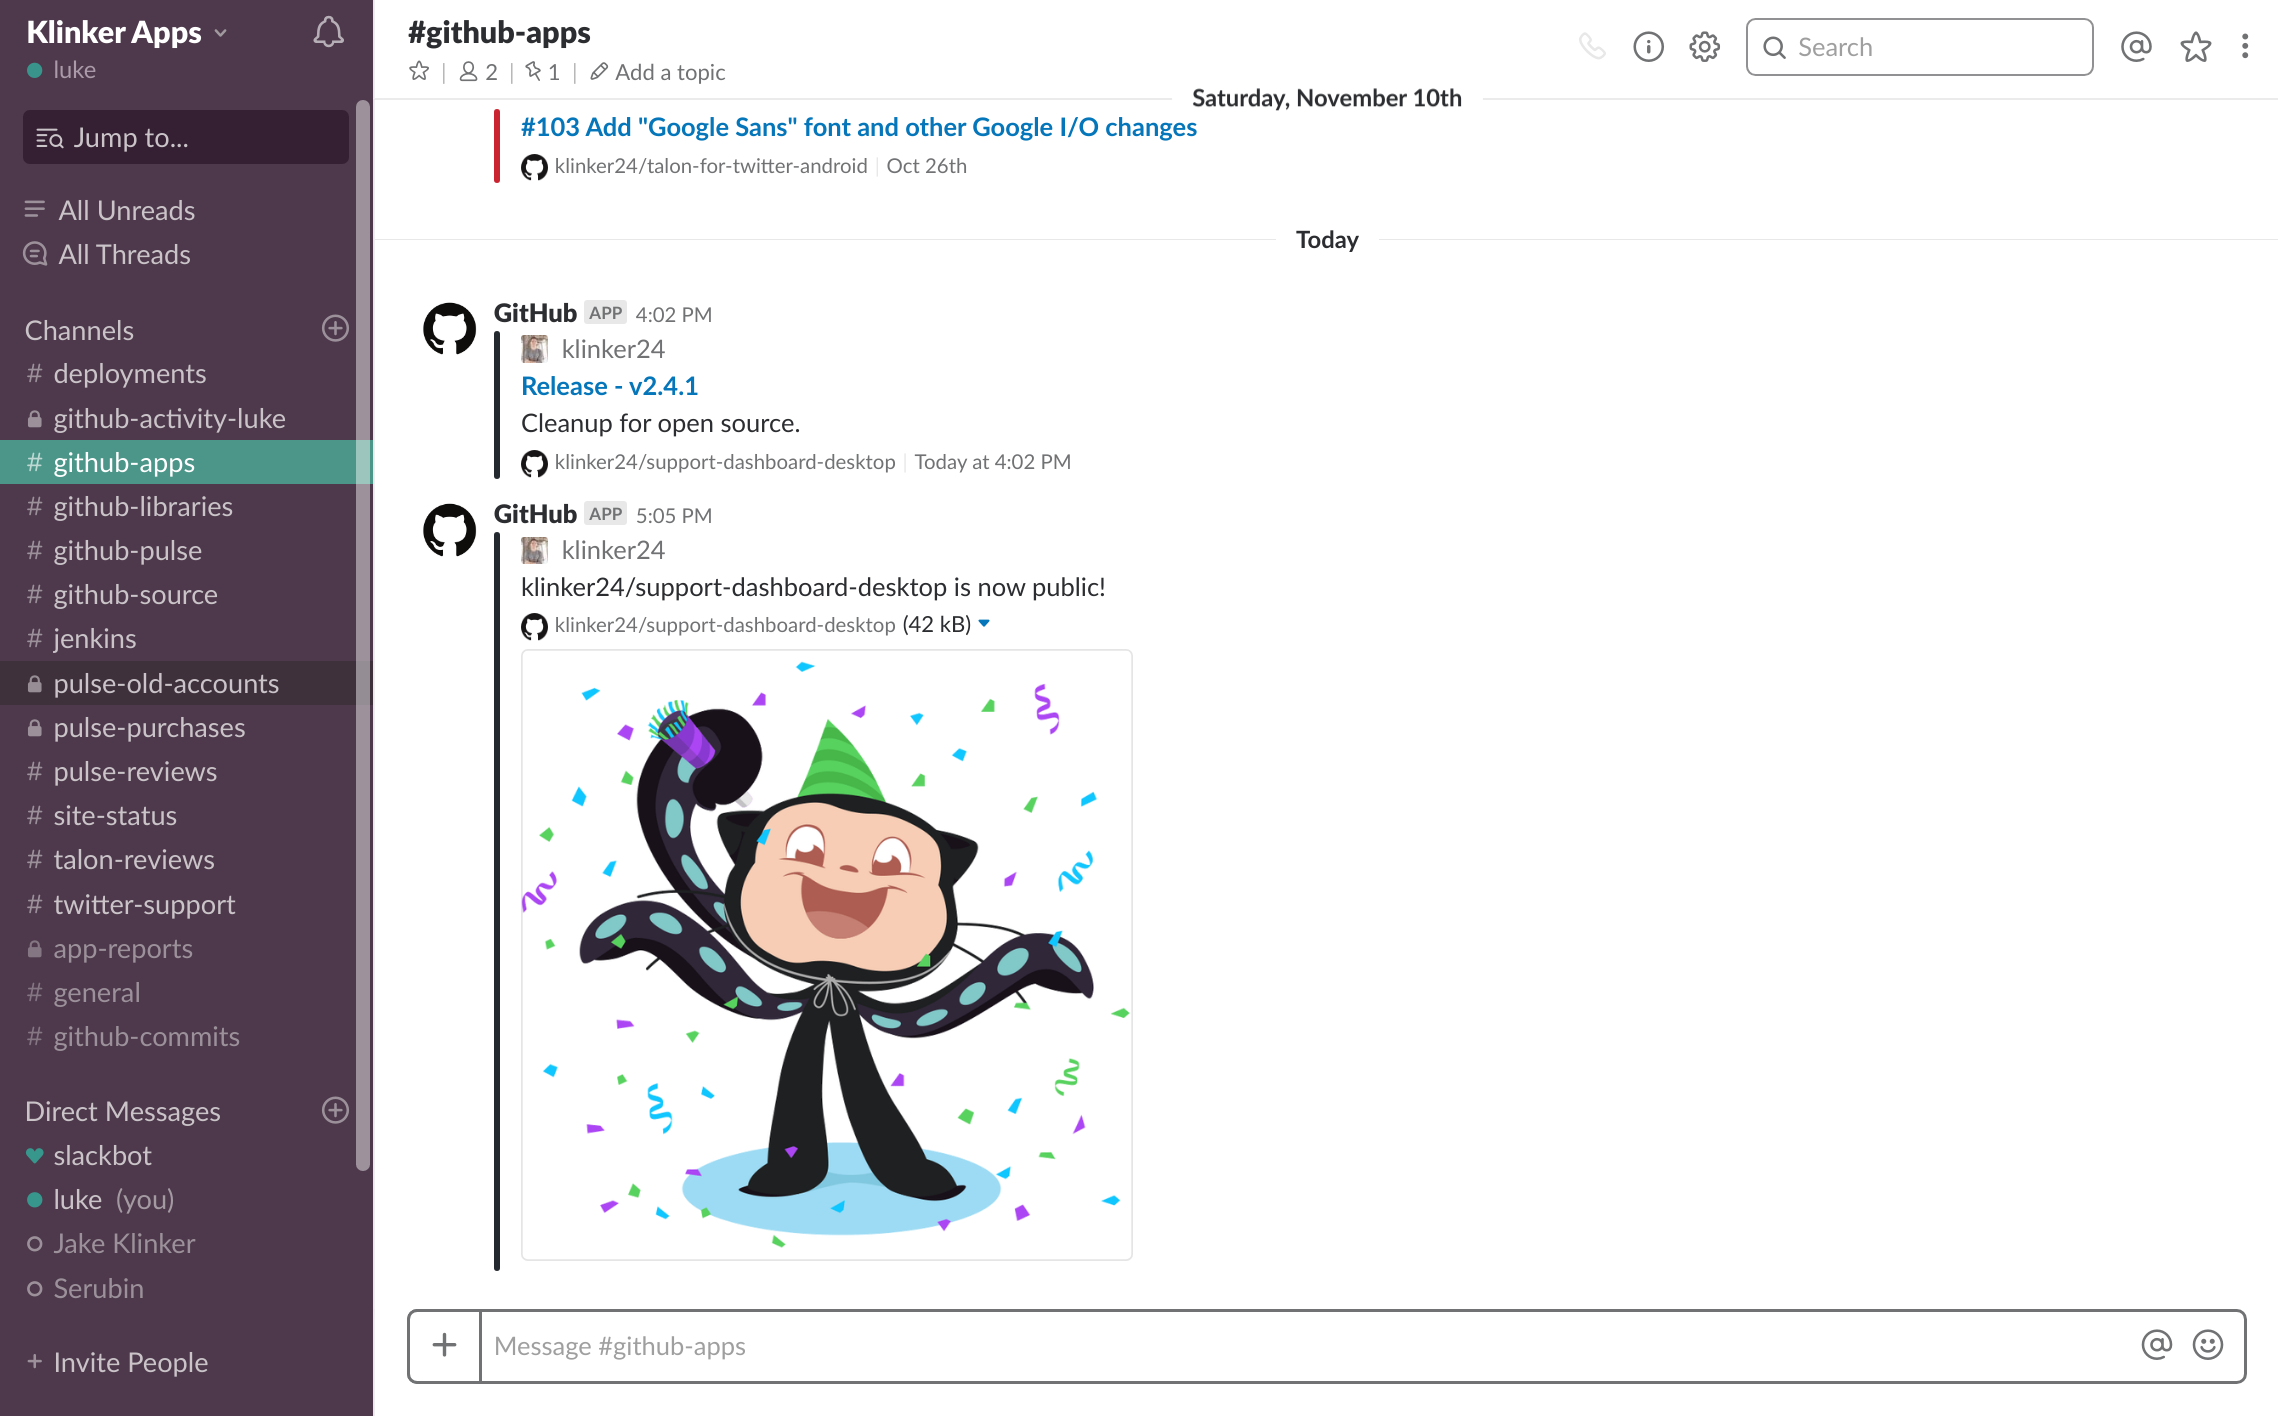 Klinker Apps
luke
Jump to...
All Unreads
All Threads
Channels
# deployments
github-activity-luke
# github-apps
# github-libraries
# github-pulse
# github-source
# jenkins
pulse-old-accounts
pulse-purchases
# pulse-reviews
# site-status
# talon-reviews
# twitter-support
app-reports
# general
# github-commits
Direct Messages
slackbot
luke (you)
Jake Klinker
Serubin
+ Invite People
#github-apps
2 | 1 | Add a topic
Search
Saturday, November 10th
#103 Add "Google Sans" font and other Google I/O changes
klinker24/talon-for-twitter-android | Oct 26th
Today
GitHub APP 4:02 PM
klinker24
Release - v2.4.1
Cleanup for open source.
klinker24/support-dashboard-desktop | Today at 4:02 PM
GitHub APP 5:05 PM
klinker24
klinker24/support-dashboard-desktop is now public!
klinker24/support-dashboard-desktop (42 kB)
Message #github-apps